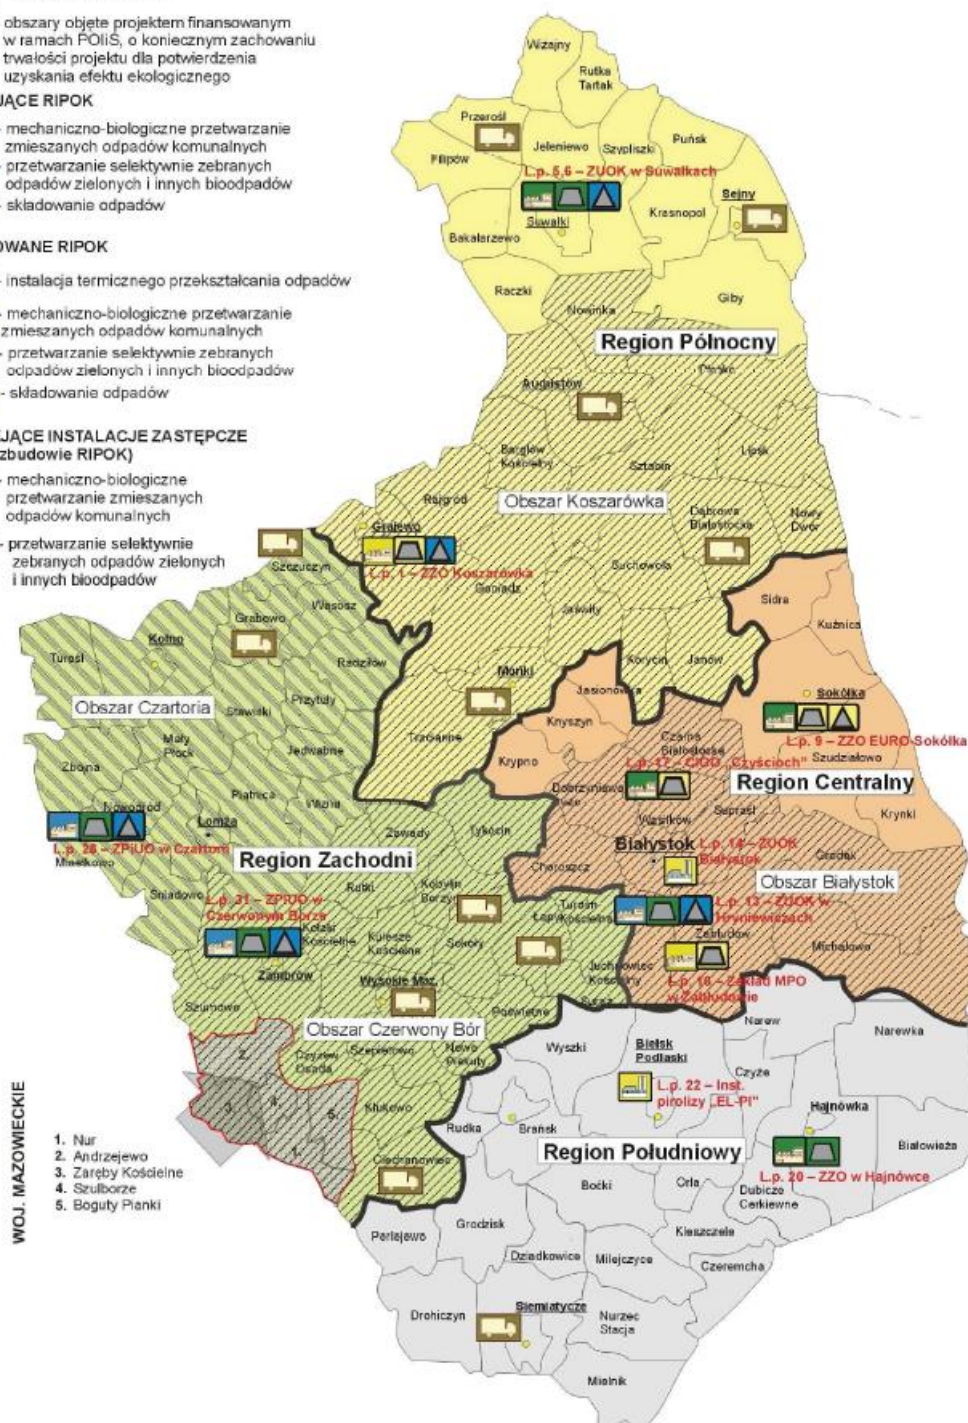 obszary objęte projektem finansowanym
w ramach POIiŚ, o koniecznym zachowaniu
trwałości projektu dla potwierdzenia
uzyskania efektu ekologicznego
JĄCE RIPOK
- mechaniczno-biologiczne przetwarzanie
zmieszanych odpadów komunalnych
- przetwarzanie selektywnie zebranych
odpadów zielonych i innych bioodpadów
- składowanie odpadów
OWANE RIPOK
- instalacja termicznego przekształcania odpadów
- mechaniczno-biologiczne przetwarzanie
zmieszanych odpadów komunalnych
- przetwarzanie selektywnie zebranych
odpadów zielonych i innych bioodpadów
- składowanie odpadów
JĄCE INSTALACJE ZASTĘPCZE
zbudowie RIPOK)
- mechaniczno-biologiczne
przetwarzanie zmieszanych
odpadów komunalnych
- przetwarzanie selektywnie
zebranych odpadów zielonych
i innych bioodpadów
Wiżajny
Rutka
Tartak
Przerośl
Filipów
Jeleniewo
Szypliszki
Puńsk
L.p. 5,6 – ZUOK w Suwałkach
Suwałki
Krasnopol
Sejny
Bakałarzewo
Raczki
Giby
Nowinka
Region Północny
Płaska
Augustów
Bargłów
Kościelny
Sztabin
Lipsk
Rajgród
Obszar Koszarówka
Dąbrowa
Białostocka
Nowy
Dwór
Grajewo
L.p. 1 – ZZO Koszarówka
Goniądz
Suchowola
Jaświły
Szczuczyn
Wąsosz
Grabowo
Kolno
Turośl
Radziłów
Mońki
Korycin
Janów
Sidra
Kuźnica
Obszar Czartoria
Stawiski
Przytuły
Jasionówka
Knyszyn
Sokółka
Mały
Płock
Jedwabne
Trzcianne
Krypno
Czarna
Białostocka
L.p. 9 – ZZO EURO-Sokółka
Szudziałowo
Zbójna
L.p. 17 – CIGO „Czyścioch”
Region Centralny
Piątnica
Wizna
Supraśl
Krynki
Nowogród
Łomża
Wasilków
Zawady
Tykocin
L.p. 28 – ZPiUO w Czartorii
Miastkowo
Region Zachodni
Choroszcz
Białystok
L.p. 14 – ZUOK
Białystok
Gródek
Obszar Białystok
Śniadowo
Rutki
Kobylin
L.p. 31 – ZPiUO w
Czerwonym Borze
Kołaki
Kościelne
L.p. 13 – ZUOK w
Hryniewiczach
Turośń
Kościelna
Łapy
Kulesze
Kościelne
Sokoły
Zabłudów
Michałowo
Juchnowiec
Kościelny
Zambrów
Wysokie Maz.
L.p. 16 – Zakład MPO
w Zabłudowie
Szumowo
Poświętne
Suraż
Obszar Czerwony Bór
Narew
Narewka
Czyżew
Osada
Szepietowo
Nowe
Piekuty
Wyszki
Bielsk
Podlaski
Czyże
L.p. 22 – Inst.
pirolizy „EL-PI”
Klukowo
Rudka
Brańsk
Hajnówka
Białowieża
Region Południowy
L.p. 20 – ZZO w Hajnówce
Ciechanowiec
Boćki
Orla
Dubicze
Cerkiewne
Perlejewo
Grodzisk
Kleszczele
Dziadkowice
Milejczyce
Czeremcha
Drohiczyn
Siemiatycze
Nurzec
Stacja
Mielnik
2.
3.
4.
5.
1.
1. Nur
2. Andrzejewo
3. Zaręby Kościelne
4. Szulborze
5. Boguty Pianki
WOJ. MAZOWIECKIE